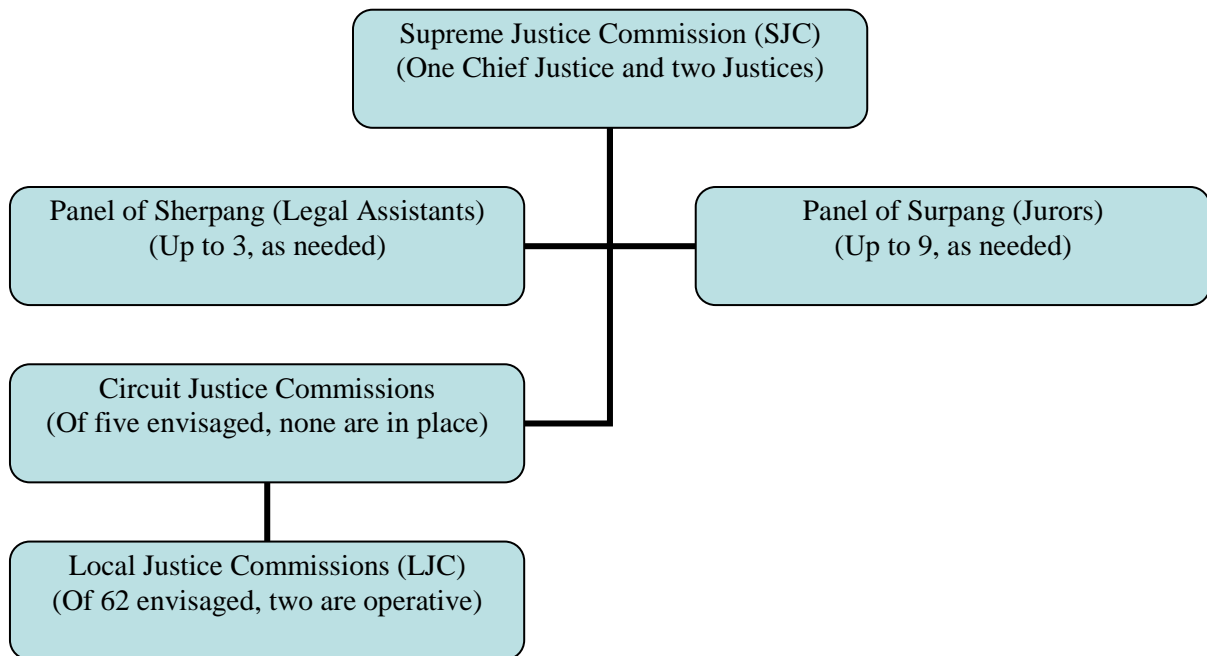 Supreme Justice Commission (SJC)
(One Chief Justice and two Justices)
Panel of Sherpang (Legal Assistants)
(Up to 3, as needed)
Panel of Surpang (Jurors)
(Up to 9, as needed)
Circuit Justice Commissions
(Of five envisaged, none are in place)
Local Justice Commissions (LJC)
(Of 62 envisaged, two are operative)